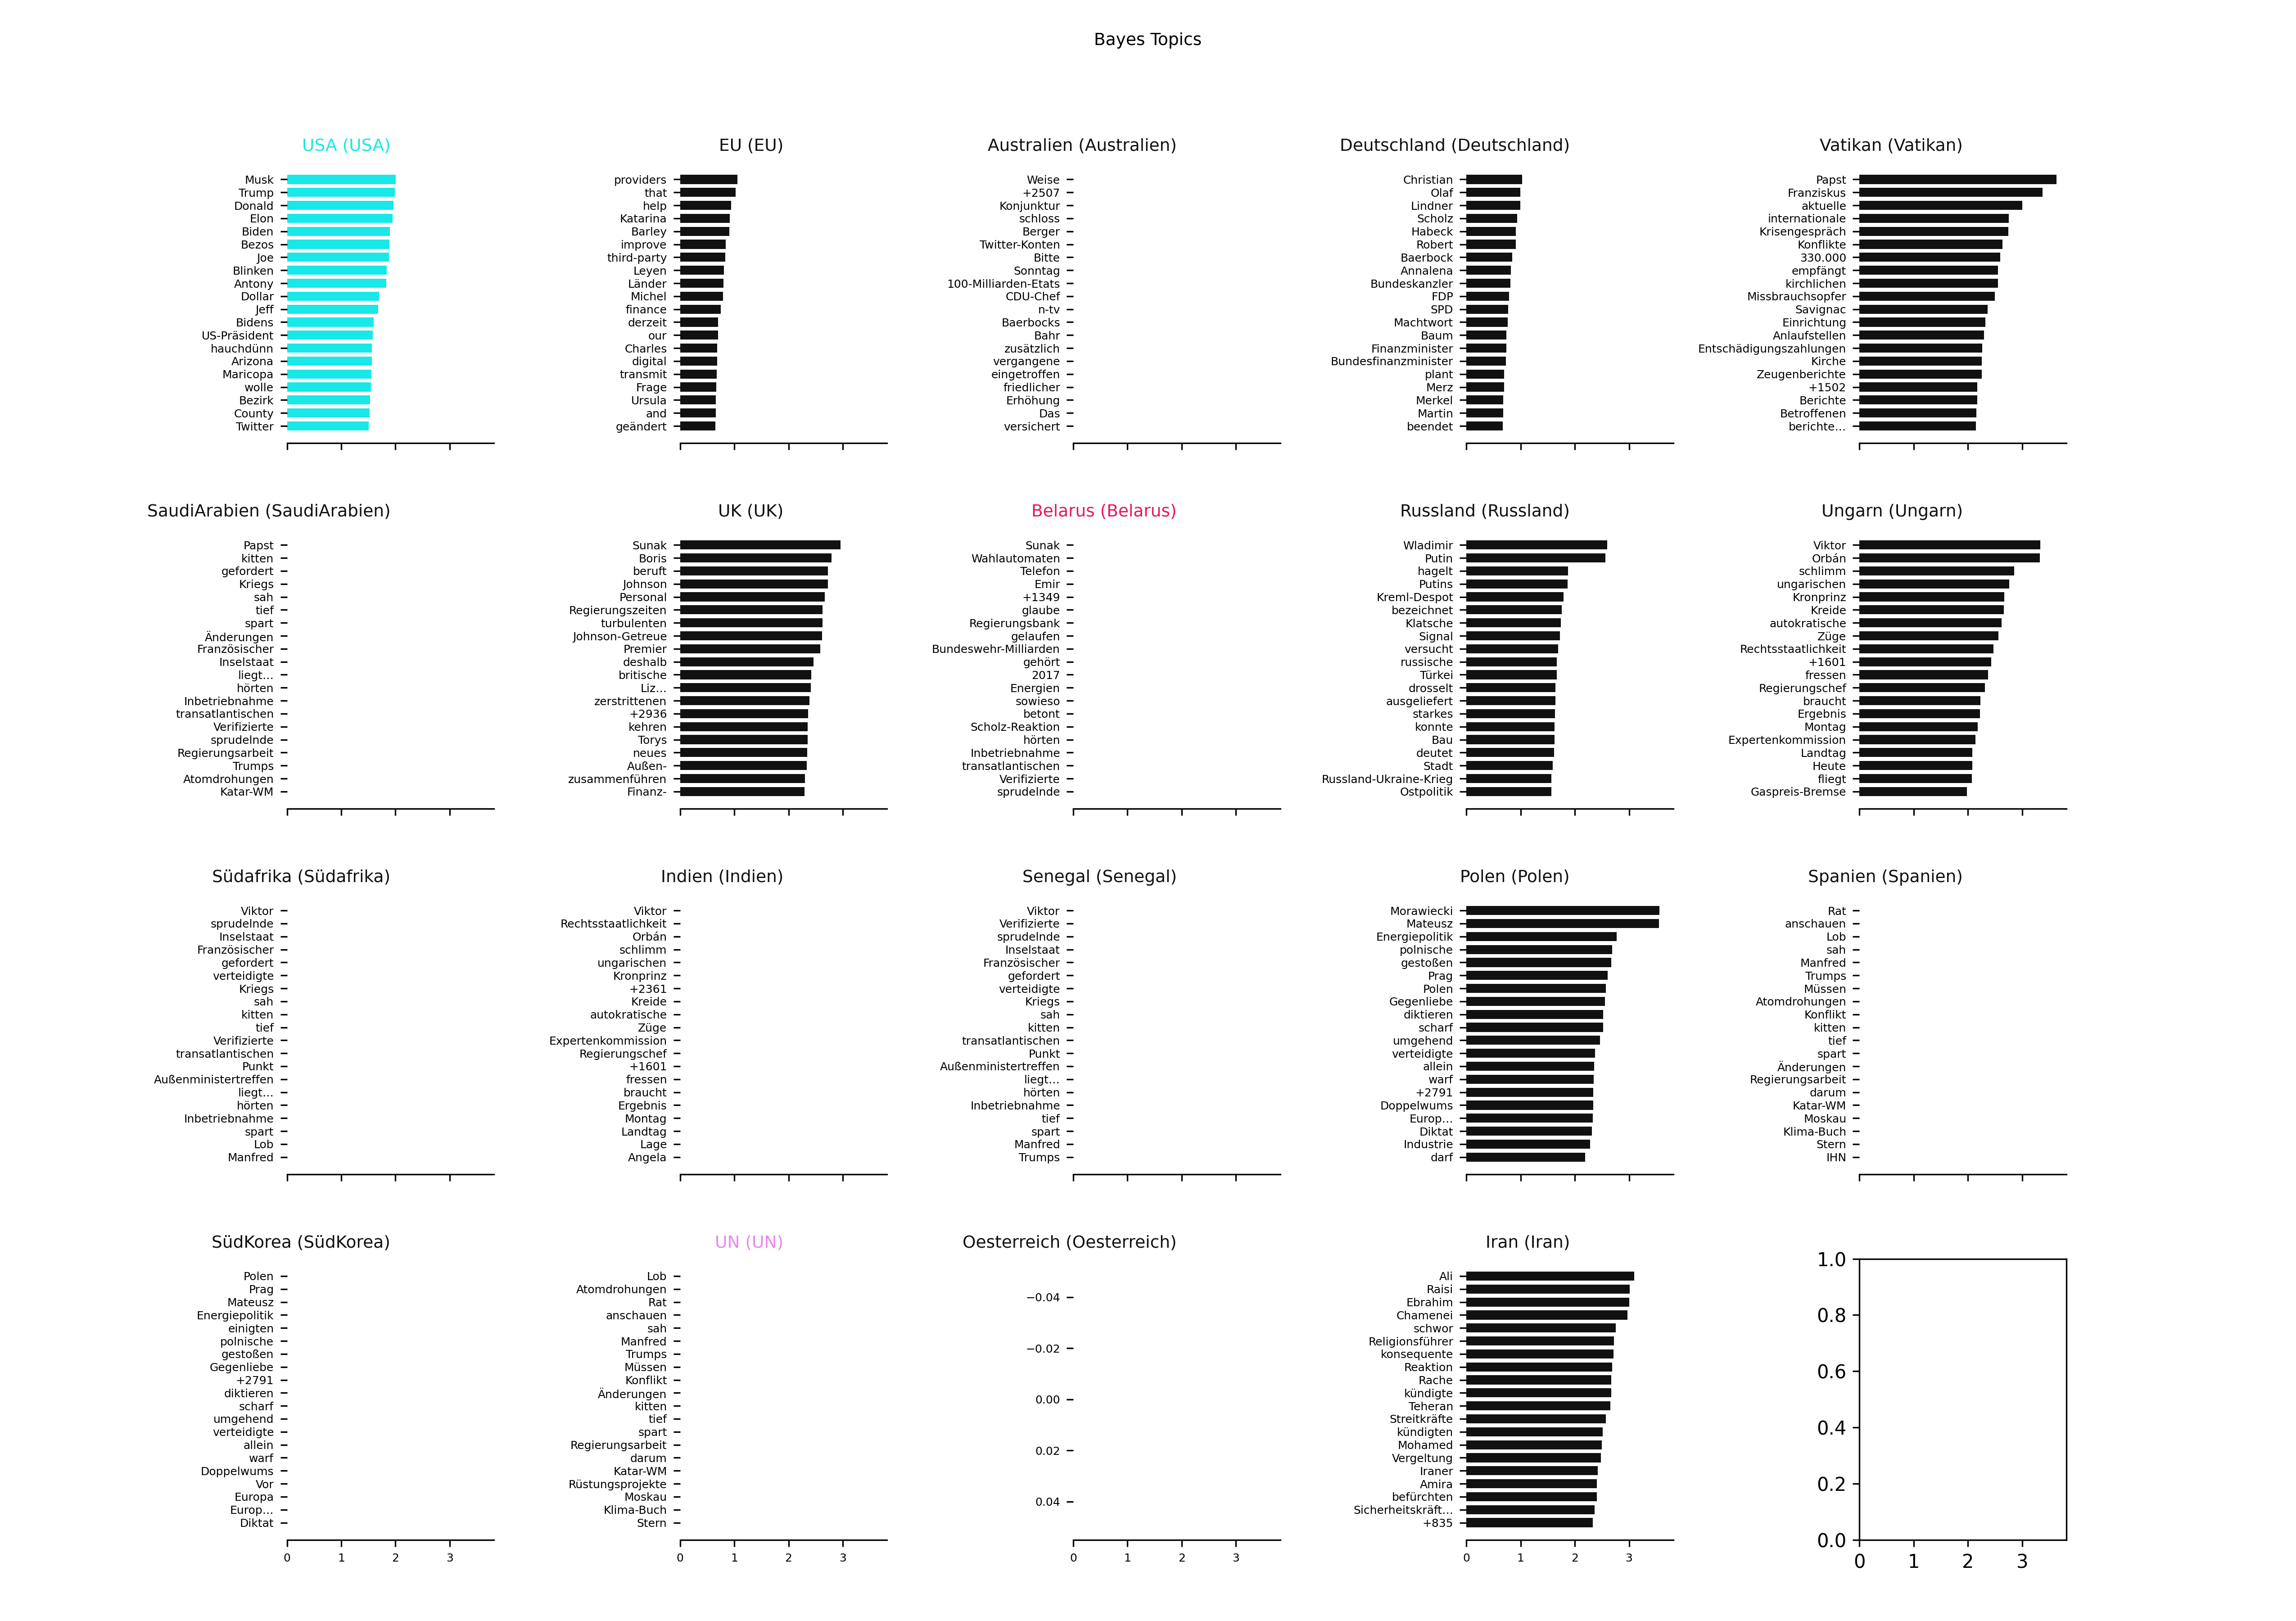 Bayes Topics
USA (USA)
Musk
Trump
Donald
Elon
Biden
Bezos
Joe
Blinken
Antony
Dollar
Jeff
Bidens
US-Präsident
hauchdünn
Arizona
Maricopa
wolle
Bezirk
County
Twitter
EU (EU)
providers
that
help
Katarina
Barley
improve
third-party
Leyen
Länder
Michel
finance
derzeit
our
Charles
digital
transmit
Frage
Ursula
and
geändert
Australien (Australien)
Weise
+2507
Konjunktur
schloss
Berger
Twitter-Konten
Bitte
Sonntag
100-Milliarden-Etats
CDU-Chef
n-tv
Baerbocks
Bahr
zusätzlich
vergangene
eingetroffen
friedlicher
Erhöhung
Das
versichert
Deutschland (Deutschland)
Christian
Olaf
Lindner
Scholz
Habeck
Robert
Baerbock
Annalena
Bundeskanzler
FDP
SPD
Machtwort
Baum
Finanzminister
Bundesfinanzminister
plant
Merz
Merkel
Martin
beendet
Vatikan (Vatikan)
Papst
Franziskus
aktuelle
internationale
Krisengespräch
Konflikte
330.000
empfängt
kirchlichen
Missbrauchsopfer
Savignac
Einrichtung
Anlaufstellen
Entschädigungszahlungen
Kirche
Zeugenberichte
+1502
Berichte
Betroffenen
berichte…
SaudiArabien (SaudiArabien)
Papst
kitten
gefordert
Kriegs
sah
tief
spart
Änderungen
Französischer
Inselstaat
liegt…
hörten
Inbetriebnahme
transatlantischen
Verifizierte
sprudelnde
Regierungsarbeit
Trumps
Atomdrohungen
Katar-WM
UK (UK)
Sunak
Boris
beruft
Johnson
Personal
Regierungszeiten
turbulenten
Johnson-Getreue
Premier
deshalb
britische
Liz…
zerstrittenen
+2936
kehren
Torys
neues
Außen-
zusammenführen
Finanz-
Belarus (Belarus)
Sunak
Wahlautomaten
Telefon
Emir
+1349
glaube
Regierungsbank
gelaufen
Bundeswehr-Milliarden
gehört
2017
Energien
sowieso
betont
Scholz-Reaktion
hörten
Inbetriebnahme
transatlantischen
Verifizierte
sprudelnde
Russland (Russland)
Wladimir
Putin
hagelt
Putins
Kreml-Despot
bezeichnet
Klatsche
Signal
versucht
russische
Türkei
drosselt
ausgeliefert
starkes
konnte
Bau
deutet
Stadt
Russland-Ukraine-Krieg
Ostpolitik
Ungarn (Ungarn)
Viktor
Orbán
schlimm
ungarischen
Kronprinz
Kreide
autokratische
Züge
Rechtsstaatlichkeit
+1601
fressen
Regierungschef
braucht
Ergebnis
Montag
Expertenkommission
Landtag
Heute
fliegt
Gaspreis-Bremse
Südafrika (Südafrika)
Viktor
sprudelnde
Inselstaat
Französischer
gefordert
verteidigte
Kriegs
sah
kitten
tief
Verifizierte
transatlantischen
Punkt
Außenministertreffen
liegt…
hörten
Inbetriebnahme
spart
Lob
Manfred
Indien (Indien)
Viktor
Rechtsstaatlichkeit
Orbán
schlimm
ungarischen
Kronprinz
+2361
Kreide
autokratische
Züge
Expertenkommission
Regierungschef
+1601
fressen
braucht
Ergebnis
Montag
Landtag
Lage
Angela
Senegal (Senegal)
Viktor
Verifizierte
sprudelnde
Inselstaat
Französischer
gefordert
verteidigte
Kriegs
sah
kitten
transatlantischen
Punkt
Außenministertreffen
liegt…
hörten
Inbetriebnahme
tief
spart
Manfred
Trumps
Polen (Polen)
Morawiecki
Mateusz
Energiepolitik
polnische
gestoßen
Prag
Polen
Gegenliebe
diktieren
scharf
umgehend
verteidigte
allein
warf
+2791
Doppelwums
Europ…
Diktat
Industrie
darf
Spanien (Spanien)
Rat
anschauen
Lob
sah
Manfred
Trumps
Müssen
Atomdrohungen
Konflikt
kitten
tief
spart
Änderungen
Regierungsarbeit
darum
Katar-WM
Moskau
Klima-Buch
Stern
IHN
SüdKorea (SüdKorea)
Polen
Prag
Mateusz
Energiepolitik
einigten
polnische
gestoßen
Gegenliebe
+2791
diktieren
scharf
umgehend
verteidigte
allein
warf
Doppelwums
Vor
Europa
Europ…
Diktat
0 1 2 3
UN (UN)
Lob
Atomdrohungen
Rat
anschauen
sah
Manfred
Trumps
Müssen
Konflikt
Änderungen
kitten
tief
spart
Regierungsarbeit
darum
Katar-WM
Rüstungsprojekte
Moskau
Klima-Buch
Stern
0 1 2 3
Oesterreich (Oesterreich)
−0.04
−0.02
0.00
0.02
0.04
0 1 2 3
Iran (Iran)
Ali
Raisi
Ebrahim
Chamenei
schwor
Religionsführer
konsequente
Reaktion
Rache
kündigte
Teheran
Streitkräfte
kündigten
Mohamed
Vergeltung
Iraner
Amira
befürchten
Sicherheitskräft…
+835
0 1 2 3
1.0
0.8
0.6
0.4
0.2
0.0
0 1 2 3